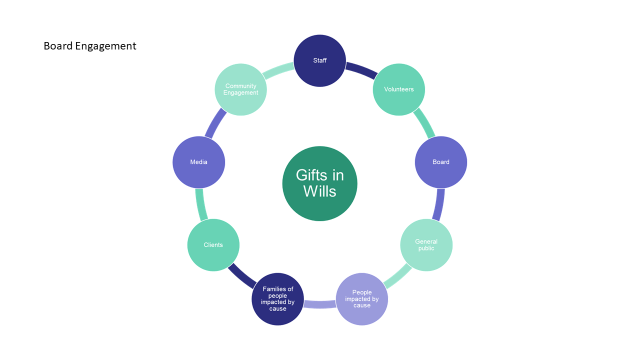 Board Engagement
Staff
Volunteers
Board
General
public
People
impacted by
cause
Families of
people
impacted by
cause
Clients
Media
Community
Engagement
Gifts in
Wills